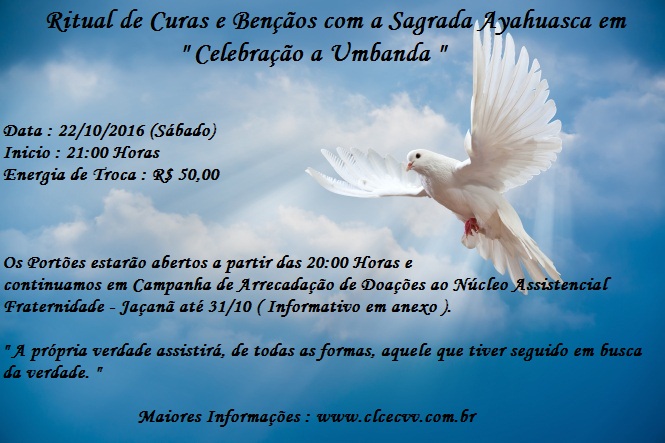 Ritual de Curas e Bençãos com a Sagrada Ayahuasca em
" Celebração a Umbanda "
Data : 22/10/2016 (Sábado)
Inicio : 21:00 Horas
Energia de Troca : R$ 50,00
Os Portões estarão abertos a partir das 20:00 Horas e
continuamos em Campanha de Arrecadação de Doações ao Núcleo Assistencial
Fraternidade - Jaçanã até 31/10 ( Informativo em anexo ).
" A própria verdade assistirá, de todas as formas, aquele que tiver seguido em busca
da verdade. "
Maiores Informações : www.clcecvv.com.br